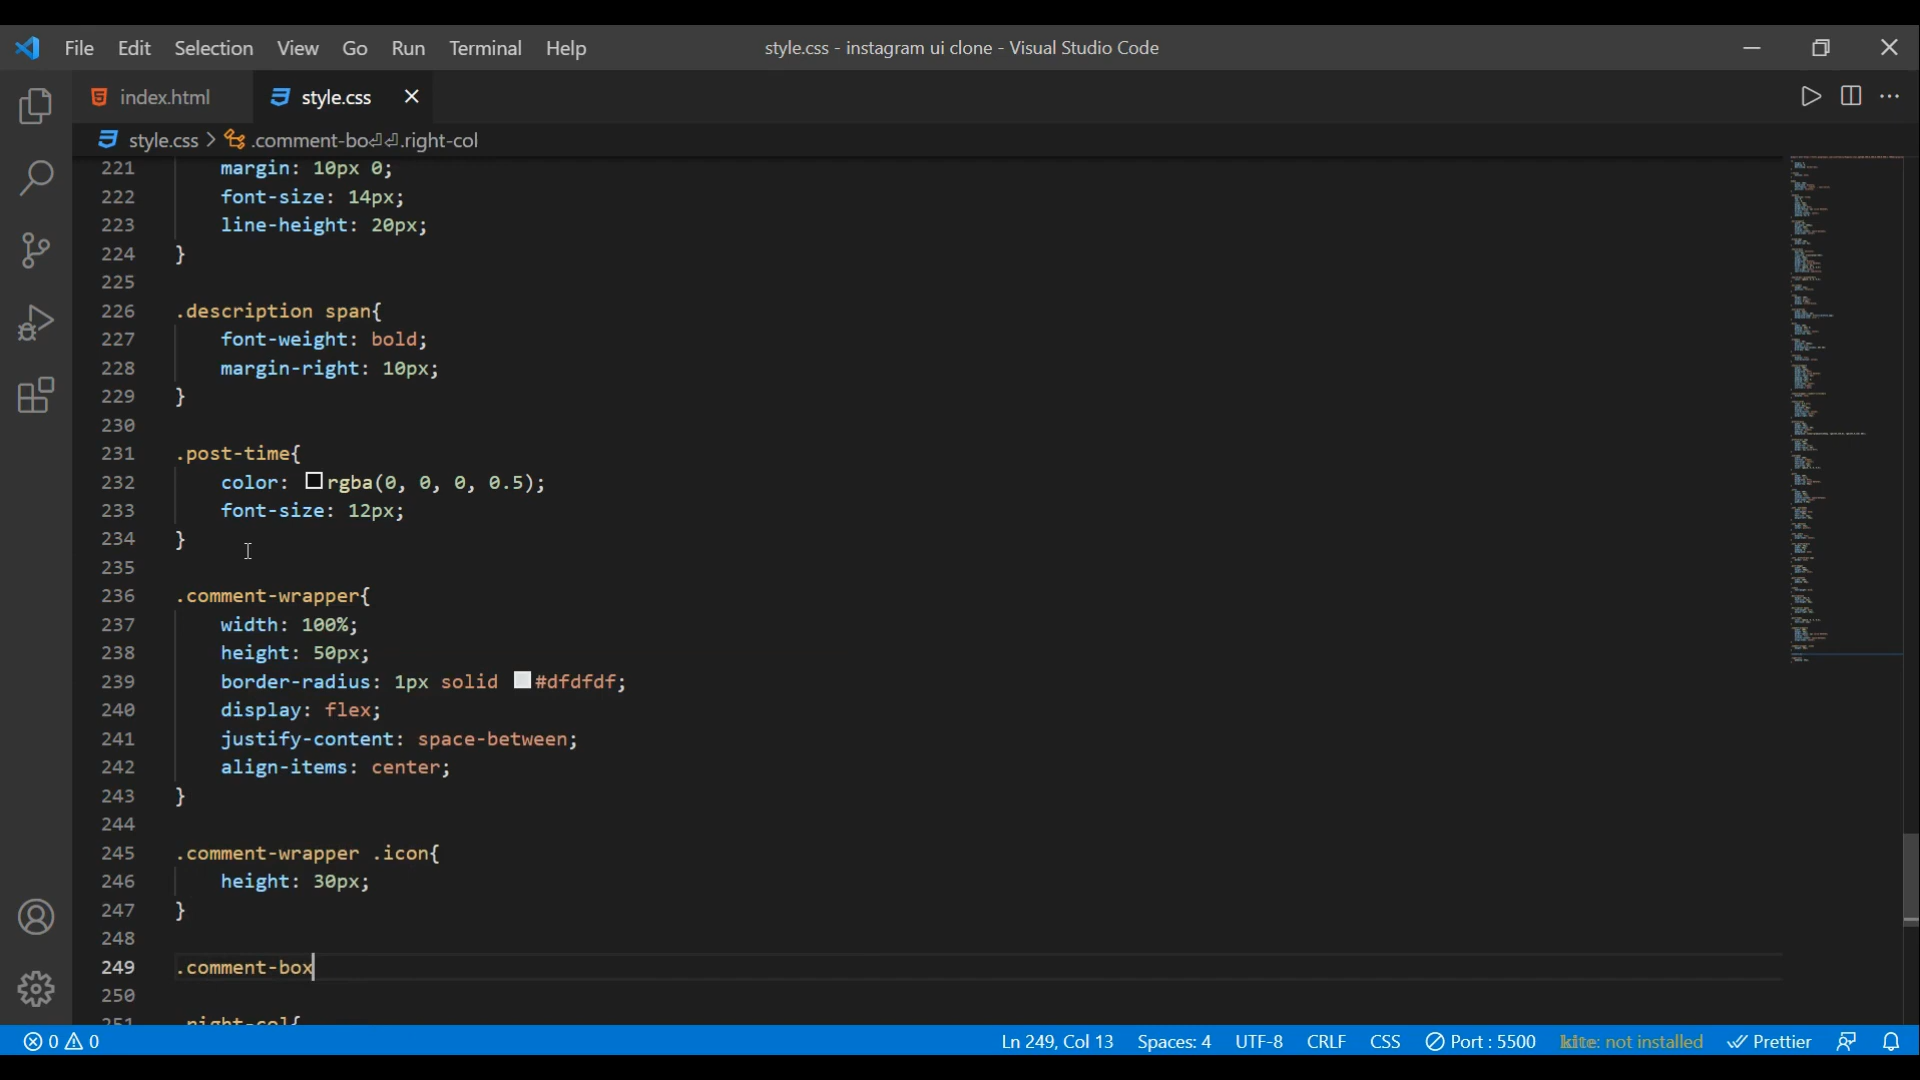 File Edit Selection View Go Run Terminal Help
style.css - instagram ui clone - Visual Studio Code
index.html style.css
style.css > .comment-bo⏎⏎.right-col
221 margin: 10px 0;
222 font-size: 14px;
223 line-height: 20px;
224 }
225
226 .description span{
227 font-weight: bold;
228 margin-right: 10px;
229 }
230
231 .post-time{
232 color: rgba(0, 0, 0, 0.5);
233 font-size: 12px;
234 }
235
236 .comment-wrapper{
237 width: 100%;
238 height: 50px;
239 border-radius: 1px solid #dfdfdf;
240 display: flex;
241 justify-content: space-between;
242 align-items: center;
243 }
244
245 .comment-wrapper .icon{
246 height: 30px;
247 }
248
249 .comment-box
250
251 .right-col{
0 0 Ln 249, Col 13 Spaces: 4 UTF-8 CRLF CSS Port : 5500 kite: not installed Prettier